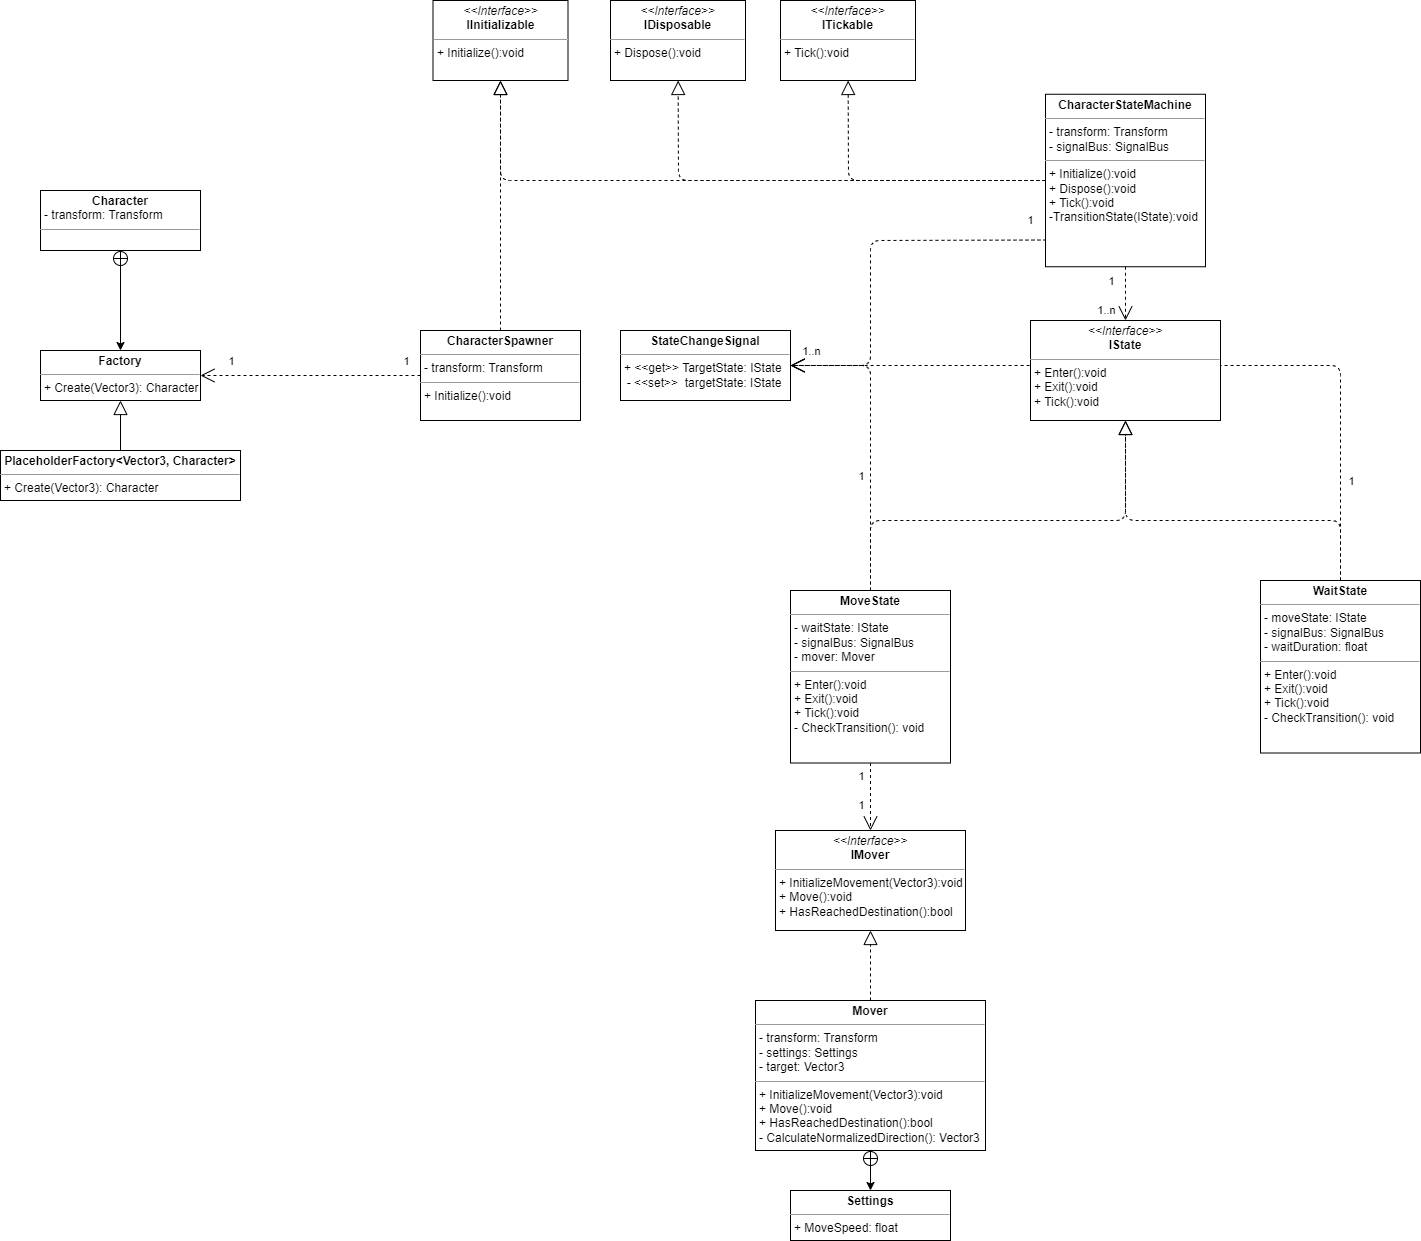 <<Interface>>
IInitializable
+ Initialize():void
<<Interface>>
IDisposable
+ Dispose():void
<<Interface>>
ITickable
+ Tick():void
CharacterStateMachine
- transform: Transform
- signalBus: SignalBus
+ Initialize():void
+ Dispose():void
+ Tick():void
-TransitionState(IState):void
1
1
1..n
Character
- transform: Transform
Factory
+ Create(Vector3): Character
1
1
CharacterSpawner
- transform: Transform
+ Initialize():void
StateChangeSignal
+ <<get>> TargetState: IState
- <<set>> targetState: IState
1..n
<<Interface>>
IState
+ Enter():void
+ Exit():void
+ Tick():void
PlaceholderFactory<Vector3, Character>
+ Create(Vector3): Character
1
1
MoveState
- waitState: IState
- signalBus: SignalBus
- mover: Mover
+ Enter():void
+ Exit():void
+ Tick():void
- CheckTransition(): void
WaitState
- moveState: IState
- signalBus: SignalBus
- waitDuration: float
+ Enter():void
+ Exit():void
+ Tick():void
- CheckTransition(): void
1
1
<<Interface>>
IMover
+ InitializeMovement(Vector3):void
+ Move():void
+ HasReachedDestination():bool
Mover
- transform: Transform
- settings: Settings
- target: Vector3
+ InitializeMovement(Vector3):void
+ Move():void
+ HasReachedDestination():bool
- CalculateNormalizedDirection(): Vector3
Settings
+ MoveSpeed: float